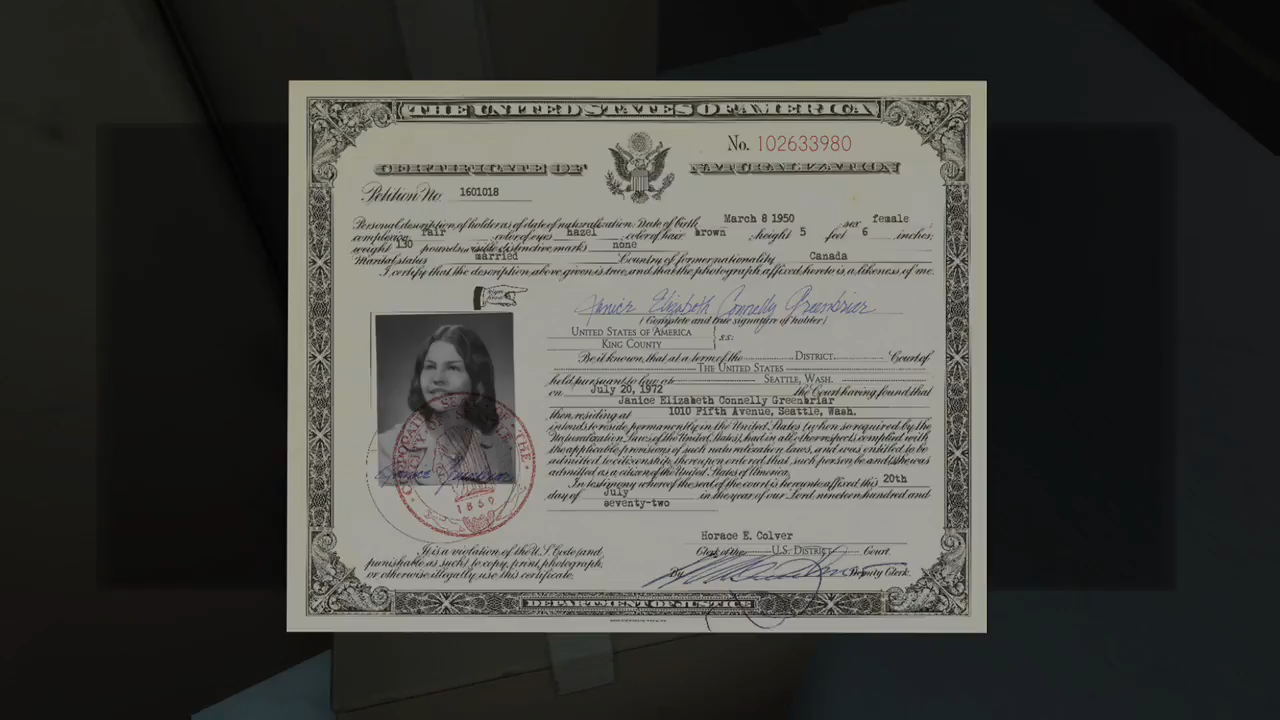 THE UNITED STATES OF AMERICA
No. 102633980
CERTIFICATE OF NATURALIZATION
Petition No. 1601018
Personal description of holder as of date of naturalization: Date of birth March 8 1950 sex female
complexion fair color of eyes hazel color of hair brown height 5 feet 6 inches;
weight 130 pounds; visible distinctive marks none
Marital status married Country of former nationality Canada
I certify that the description above given is true, and that the photograph affixed hereto is a likeness of me.
Janice Elizabeth Connelly Greenbriar
(Complete and true signature of holder)
UNITED STATES OF AMERICA
KING COUNTY } ss:
Be it known, that at a term of the DISTRICT Court of
THE UNITED STATES
held pursuant to law at SEATTLE, WASH.
on July 20, 1972 the Court having found that
Janice Elizabeth Connelly Greenbriar
then residing at 1010 Fifth Avenue, Seattle, Wash.
intends to reside permanently in the United States (when so required by the
Naturalization Laws of the United States), had in all other respects complied with
the applicable provisions of such naturalization laws, and was entitled to be
admitted to citizenship, thereupon ordered that such person be and (s)he was
admitted as a citizen of the United States of America.
In testimony whereof the seal of the court is hereunto affixed this 20th
day of July in the year of our Lord nineteen hundred and
seventy-two
1869
Horace E. Colver
Clerk of the U.S. DISTRICT Court.
By Deputy Clerk.
It is a violation of the U.S. Code (and
punishable as such) to copy, print, photograph,
or otherwise illegally use this certificate.
DEPARTMENT OF JUSTICE